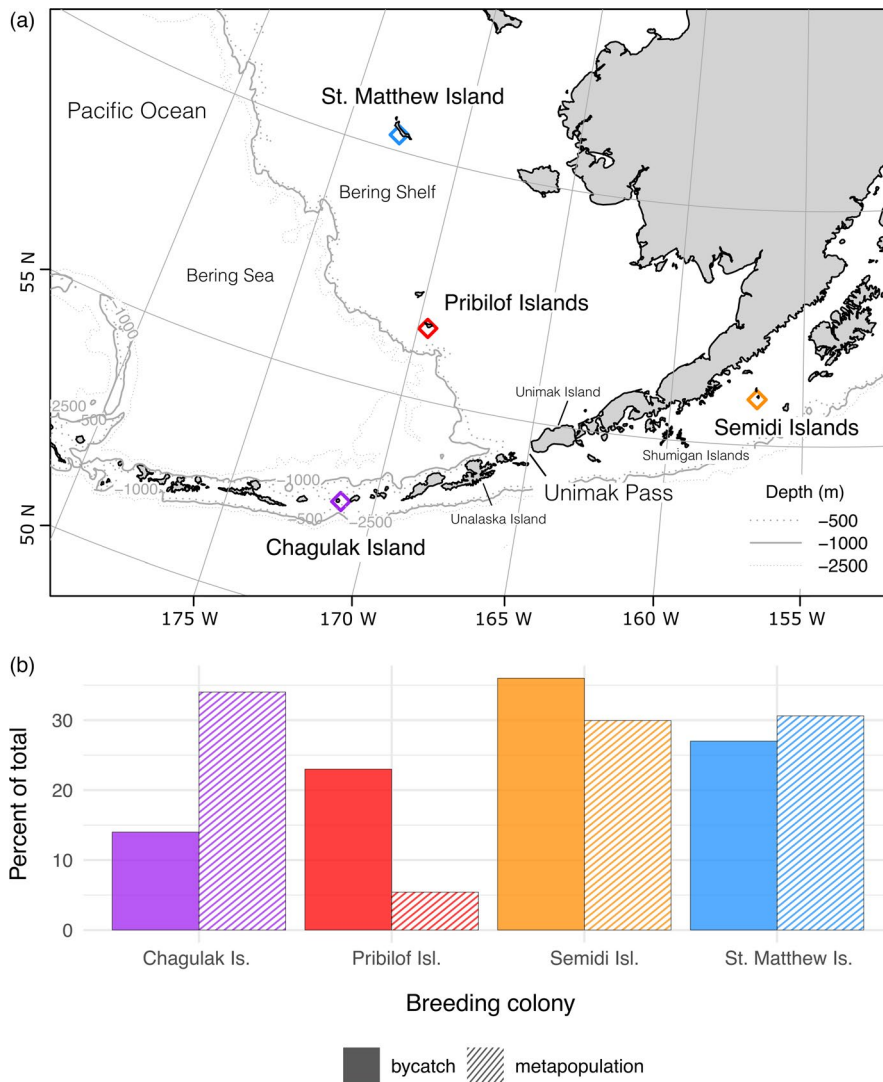 (a)
St. Matthew Island
Pacific Ocean
Bering Shelf
55 N
Bering Sea
Pribilof Islands
−1000
2500
500
Unimak Island
Semidi Islands
Shumigan Islands
−1000
−1000
Unimak Pass
Depth (m)
−500
−2500
Unalaska Island
−500
50 N
Chagulak Island
−1000
−2500
175 W
170 W
165 W
160 W
155 W
(b)
Percent of total
30
20
10
0
Chagulak Is.
Pribilof Isl.
Semidi Isl.
St. Matthew Is.
Breeding colony
bycatch
metapopulation